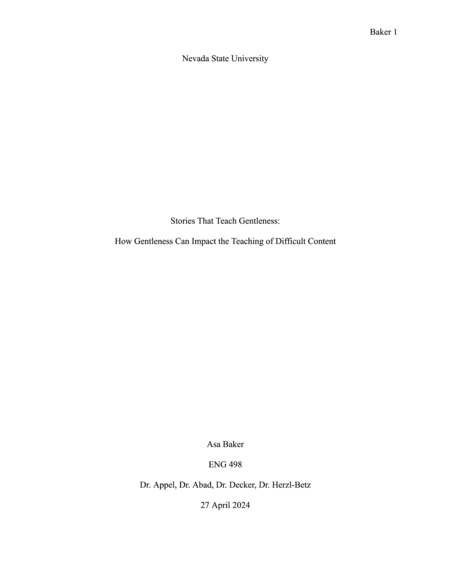 Baker 1
Nevada State University
Stories That Teach Gentleness:
How Gentleness Can Impact the Teaching of Difficult Content
Asa Baker
ENG 498
Dr. Appel, Dr. Abad, Dr. Decker, Dr. Herzl-Betz
27 April 2024